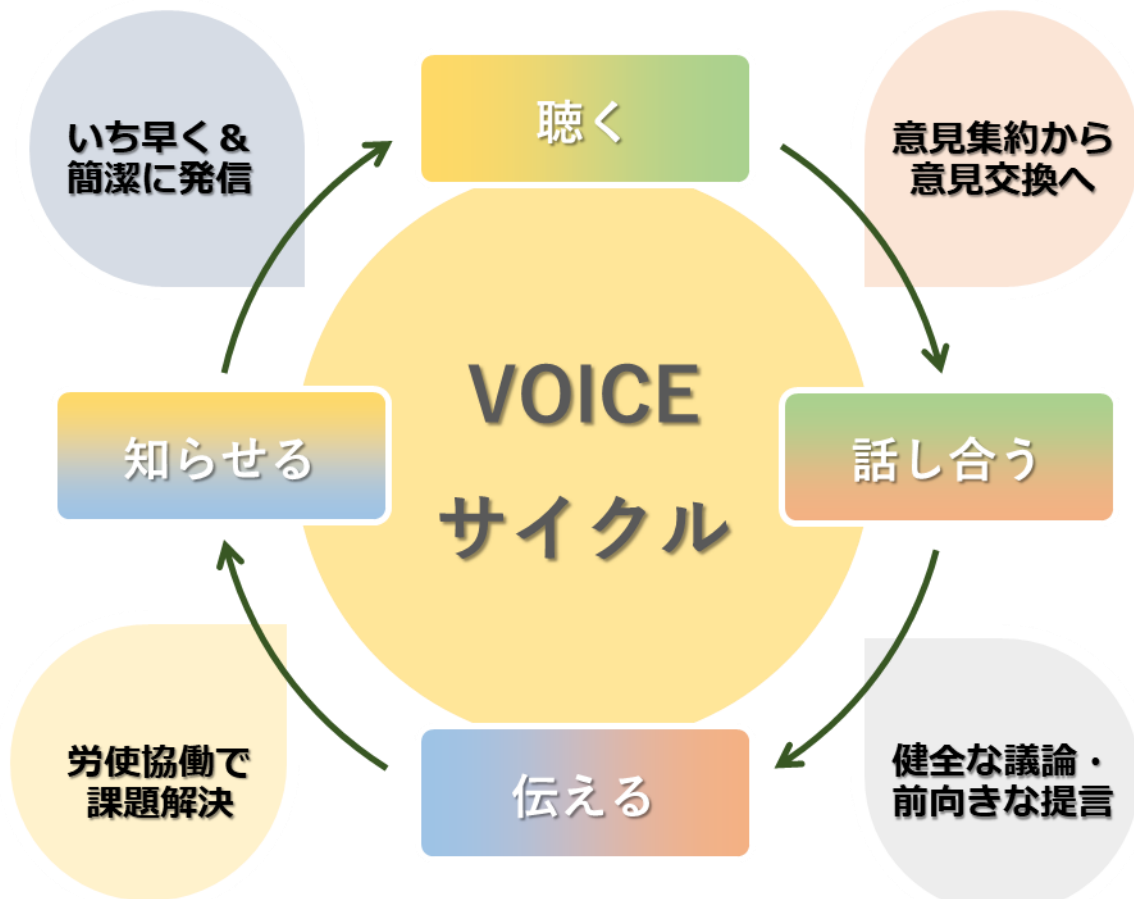 聴く
いち早く&
簡潔に発信
意見集約から
意見交換へ
VOICE
サイクル
知らせる
話し合う
労使協働で
課題解決
伝える
健全な議論・
前向きな提言